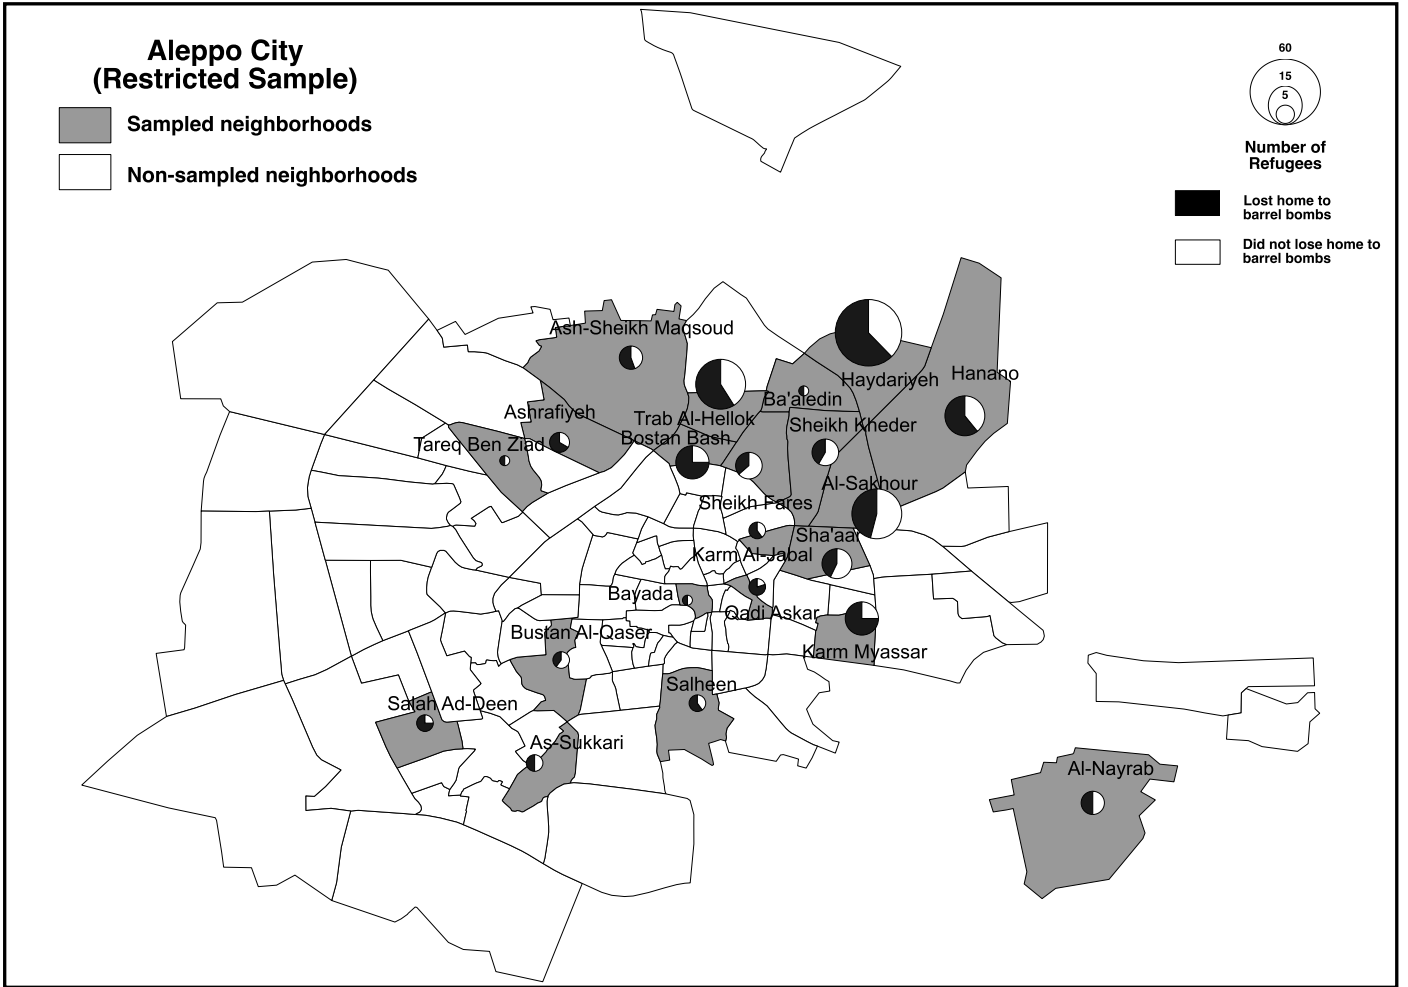 Aleppo City
(Restricted Sample)
Sampled neighborhoods
Non-sampled neighborhoods
60
15
5
Number of
Refugees
Lost home to
barrel bombs
Did not lose home to
barrel bombs
Ash-Sheikh Maqsoud
Haydariyeh
Hanano
Ba'aledin
Ashrafiyeh
Trab Al-Hellok
Sheikh Kheder
Bostan Bash
Tareq Ben Ziad
Al-Sakhour
Sheikh Fares
Sha'aar
Karm Al-Jabal
Bayada
Qadi Askar
Bustan Al-Qaser
Karm Myassar
Salheen
Salah Ad-Deen
As-Sukkari
Al-Nayrab